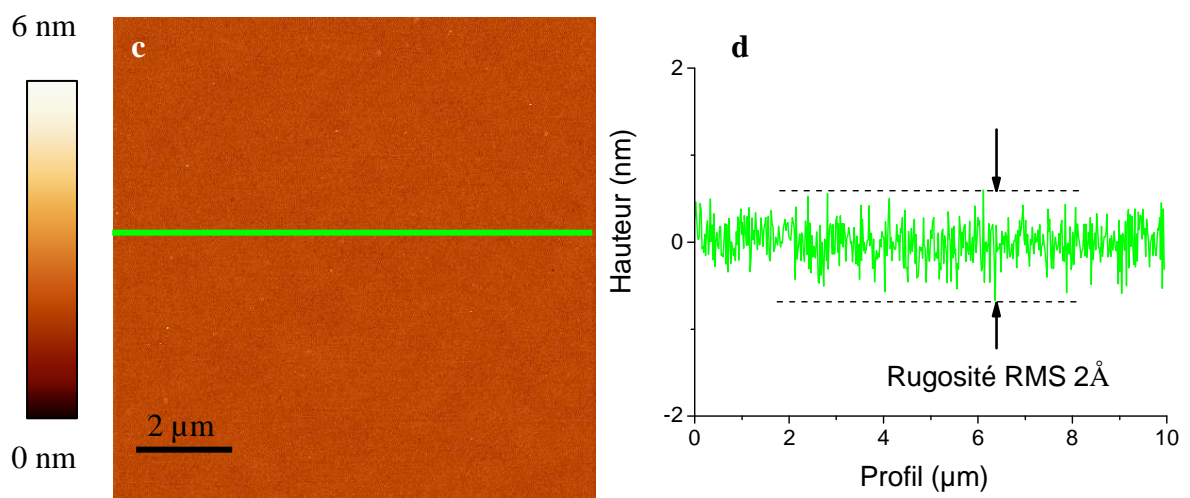 6 nm
0 nm
c
2 µm
d
Hauteur (nm)
2
0
-2
Rugosité RMS 2Å
0 2 4 6 8 10
Profil (µm)